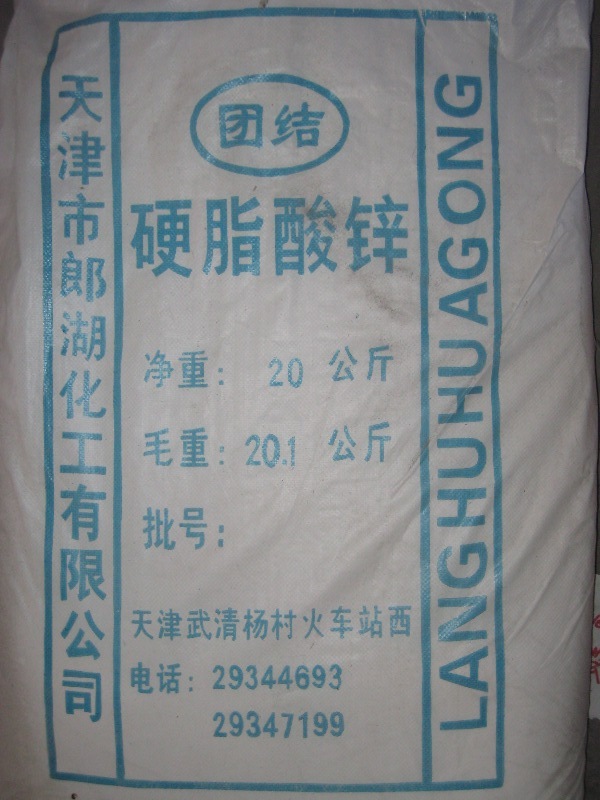 天津市郎湖化工有限公司
团结
硬脂酸锌
净重: 20 公斤
毛重: 20.1 公斤
批号:
天津武清杨村火车站西
电话: 29344693
29347199
LANGHUHUAGONG